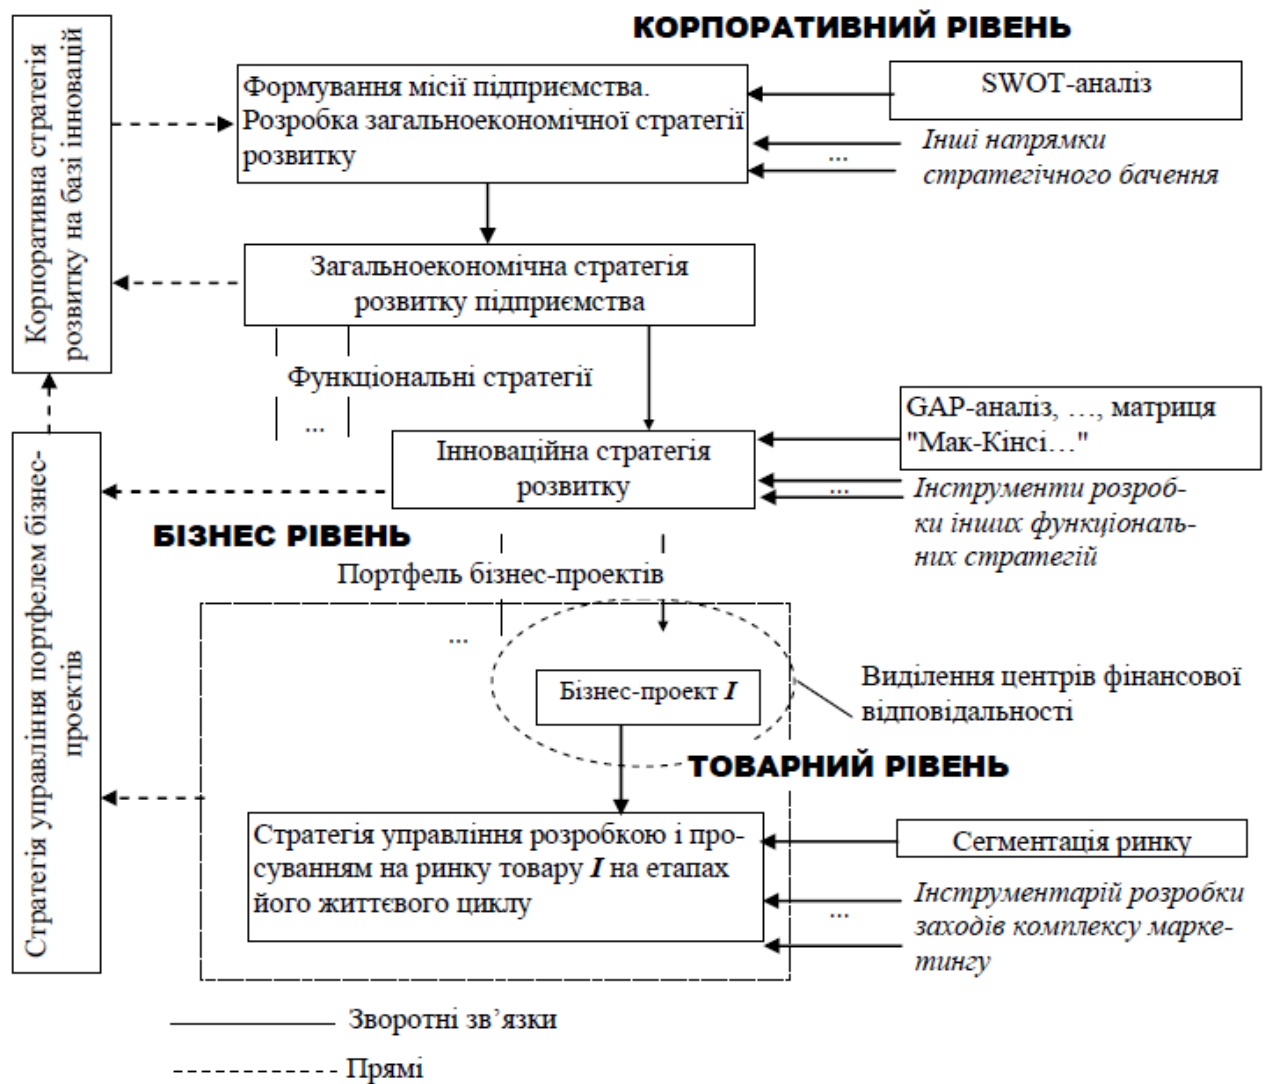 КОРПОРАТИВНИЙ РІВЕНЬ
Корпоративна стратегія
розвитку на базі інновацій
Формування місії підприємства.
Розробка загальноекономічної стратегії
розвитку
SWOT-аналіз
...
Інші напрямки
стратегічного бачення
Загальноекономічна стратегія
розвитку підприємства
Функціональні стратегії
...
GAP-аналіз, …, матриця
"Мак-Кінсі…"
Інноваційна стратегія
розвитку
...
Інструменти розроб-
ки інших функціональ-
них стратегій
БІЗНЕС РІВЕНЬ
Стратегія управління портфелем бізнес-
проектів
Портфель бізнес-проектів
...
Бізнес-проект І
Виділення центрів фінансової
відповідальності
ТОВАРНИЙ РІВЕНЬ
Стратегія управління розробкою і про-
суванням на ринку товару І на етапах
його життєвого циклу
Сегментація ринку
...
Інструментарій розробки
заходів комплексу марке-
тингу
Зворотні зв’язки
Прямі